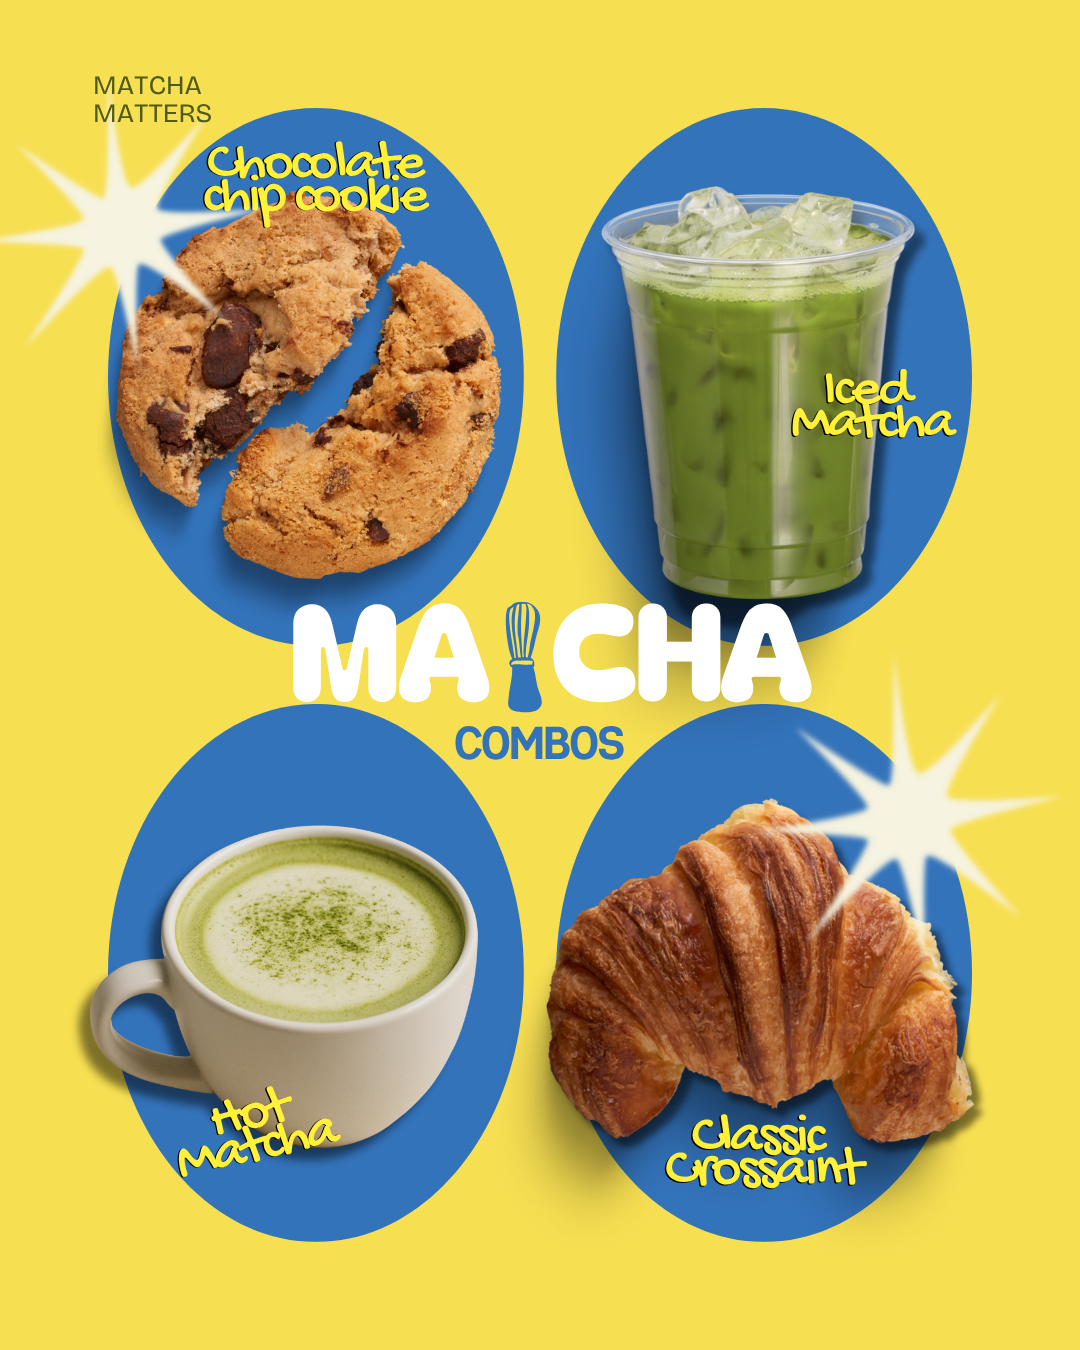 MATCHA
MATTERS
Chocolate
chip cookie
Iced
Matcha
MATCHA
COMBOS
Hot
Matcha
Classic
Crossaint